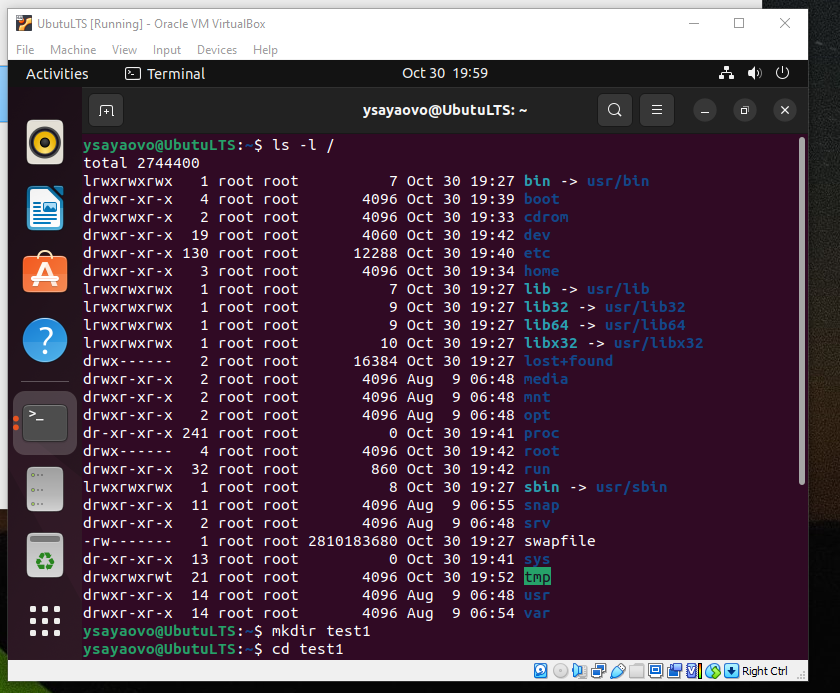 UbutuLTS [Running] - Oracle VM VirtualBox
File Machine View Input Devices Help
Activities Terminal Oct 30 19:59
ysayaovo@UbutuLTS: ~
ysayaovo@UbutuLTS:~$ ls -l /
total 2744400
lrwxrwxrwx 1 root root 7 Oct 30 19:27 bin -> usr/bin
drwxr-xr-x 4 root root 4096 Oct 30 19:39 boot
drwxrwxr-x 2 root root 4096 Oct 30 19:33 cdrom
drwxr-xr-x 19 root root 4060 Oct 30 19:42 dev
drwxr-xr-x 130 root root 12288 Oct 30 19:40 etc
drwxr-xr-x 3 root root 4096 Oct 30 19:34 home
lrwxrwxrwx 1 root root 7 Oct 30 19:27 lib -> usr/lib
lrwxrwxrwx 1 root root 9 Oct 30 19:27 lib32 -> usr/lib32
lrwxrwxrwx 1 root root 9 Oct 30 19:27 lib64 -> usr/lib64
lrwxrwxrwx 1 root root 10 Oct 30 19:27 libx32 -> usr/libx32
drwx------ 2 root root 16384 Oct 30 19:27 lost+found
drwxr-xr-x 2 root root 4096 Aug 9 06:48 media
drwxr-xr-x 2 root root 4096 Aug 9 06:48 mnt
drwxr-xr-x 2 root root 4096 Aug 9 06:48 opt
dr-xr-xr-x 241 root root 0 Oct 30 19:41 proc
drwx------ 4 root root 4096 Oct 30 19:42 root
drwxr-xr-x 32 root root 860 Oct 30 19:42 run
lrwxrwxrwx 1 root root 8 Oct 30 19:27 sbin -> usr/sbin
drwxr-xr-x 11 root root 4096 Aug 9 06:55 snap
drwxr-xr-x 2 root root 4096 Aug 9 06:48 srv
-rw------- 1 root root 2810183680 Oct 30 19:27 swapfile
dr-xr-xr-x 13 root root 0 Oct 30 19:41 sys
drwxrwxrwt 21 root root 4096 Oct 30 19:52 tmp
drwxr-xr-x 14 root root 4096 Aug 9 06:48 usr
drwxr-xr-x 14 root root 4096 Aug 9 06:54 var
ysayaovo@UbutuLTS:~$ mkdir test1
ysayaovo@UbutuLTS:~$ cd test1
Right Ctrl